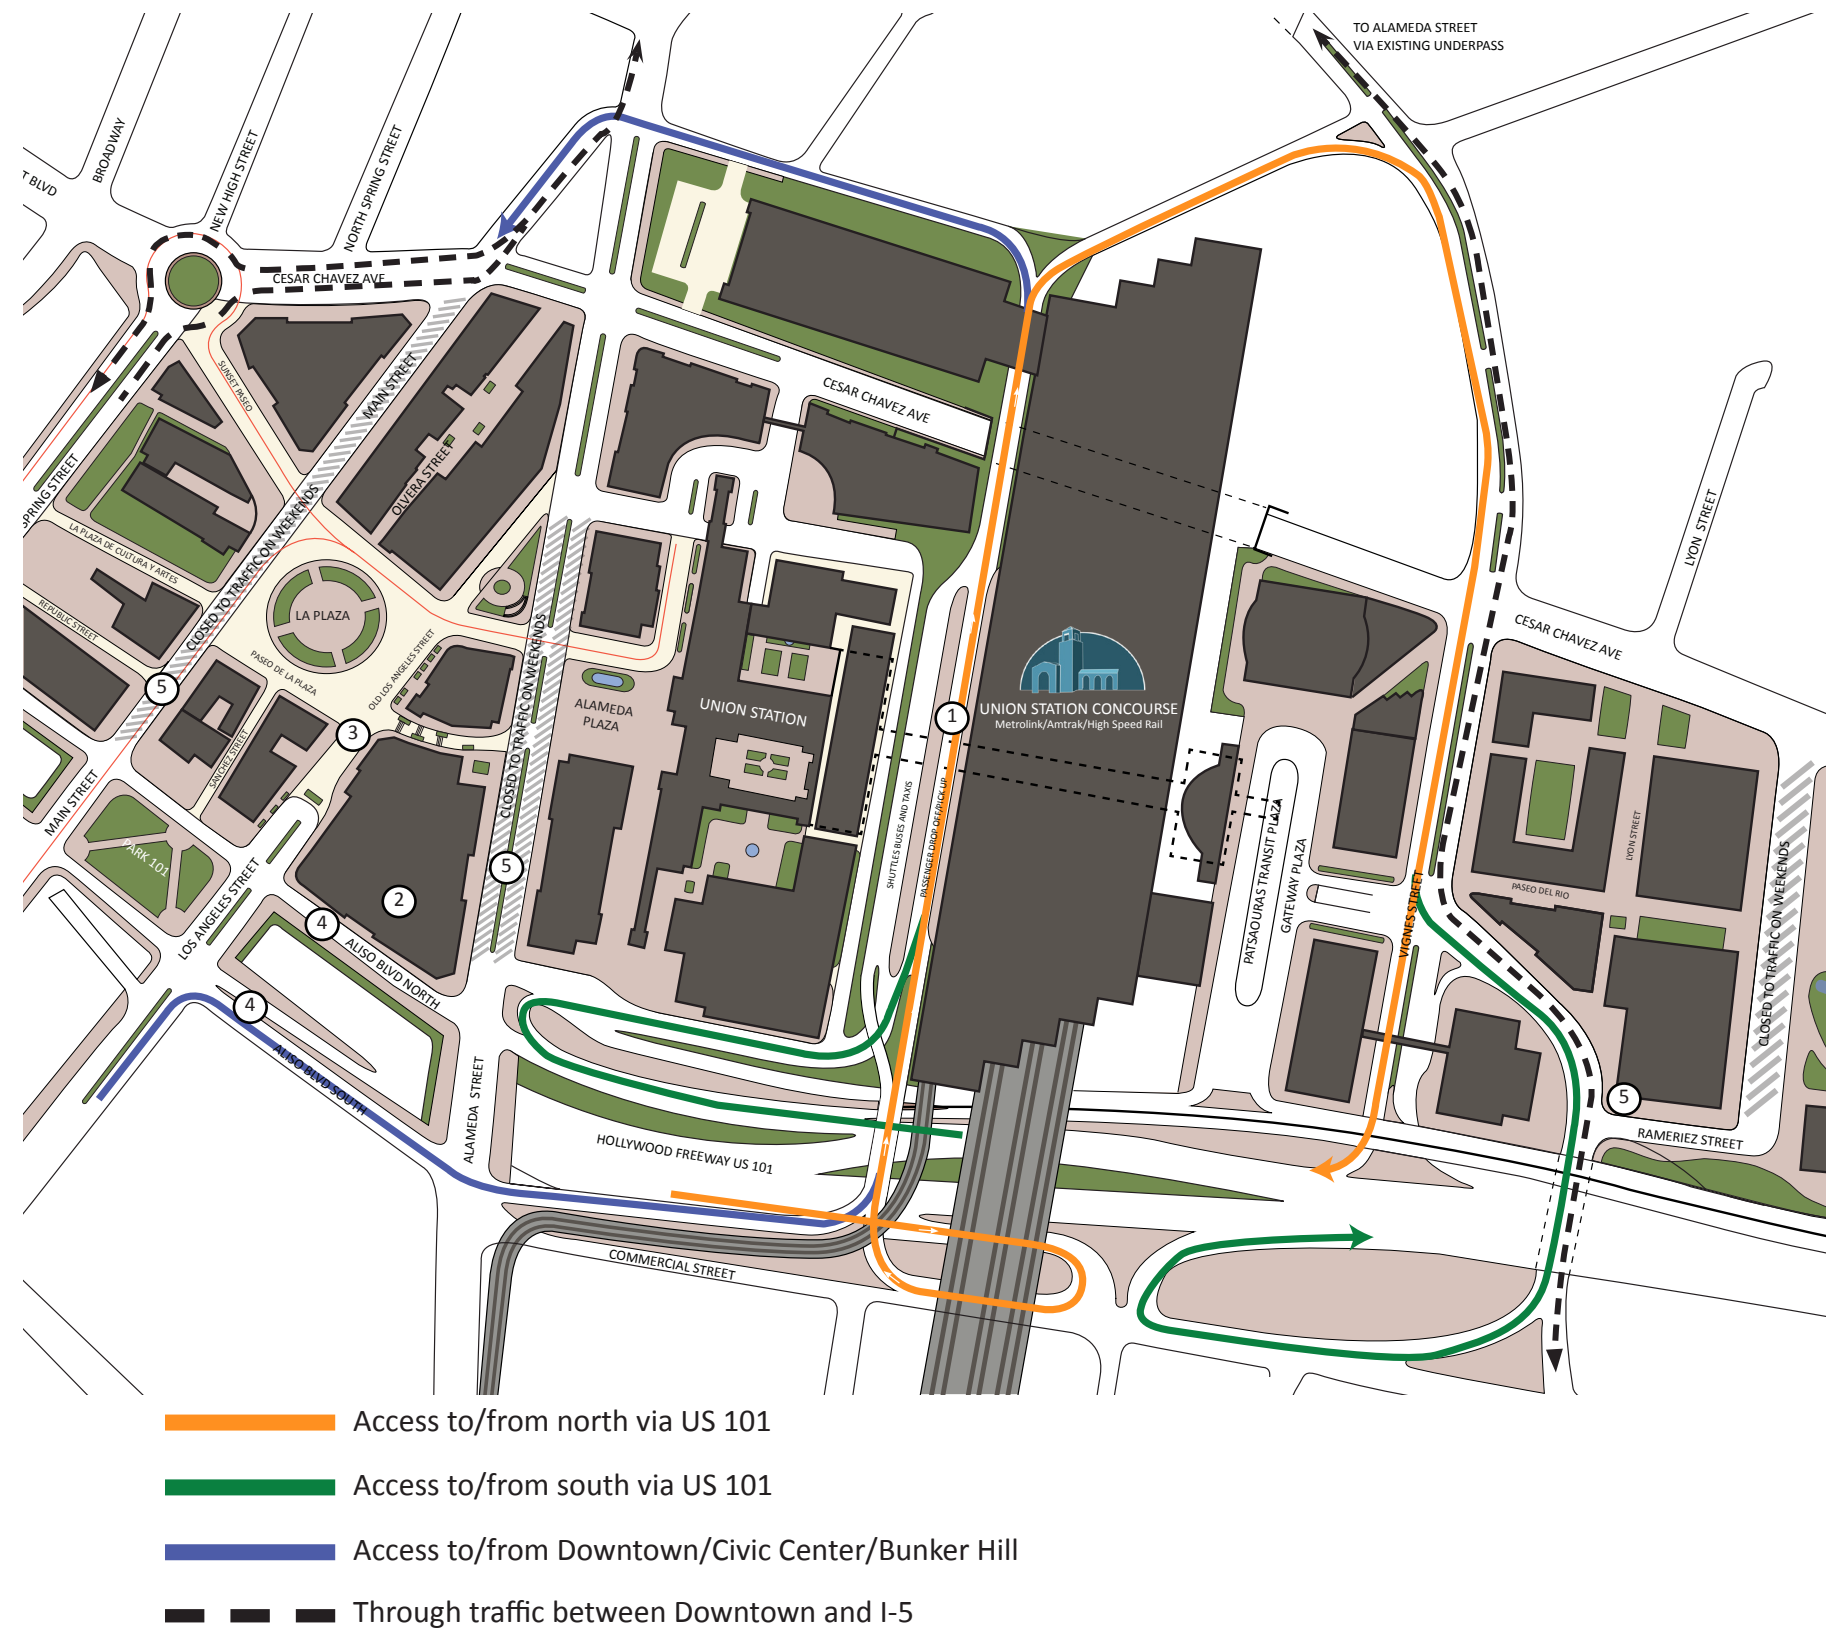 TO ALAMEDA STREET
VIA EXISTING UNDERPASS
T BLVD
BROADWAY
NEW HIGH STREET
NORTH SPRING STREET
CESAR CHAVEZ AVE
SUNSET PASEO
MAIN STREET
CESAR CHAVEZ AVE
OLVERA STREET
SPRING STREET
LA PLAZA DE CULTURA Y ARTES
CLOSED TO TRAFFIC ON WEEKENDS
LYON STREET
REPUBLIC STREET
LA PLAZA
CESAR CHAVEZ AVE
PASEO DE LA PLAZA
OLD LOS ANGELES STREET
CLOSED TO TRAFFIC ON WEEKENDS
5
ALAMEDA
PLAZA
UNION STATION
1
UNION STATION CONCOURSE
Metrolink/Amtrak/High Speed Rail
3
SANCHEZ STREET
MAIN STREET
SHUTTLES BUSES AND TAXIS
PASSENGER DROP OFF/PICK UP
PATSAOURAS TRANSIT PLAZA
GATEWAY PLAZA
LYON STREET
PARK 101
5
PASEO DEL RIO
CLOSED TO TRAFFIC ON WEEKENDS
2
4
LOS ANGELES STREET
ALISO BLVD NORTH
VIGNES STREET
4
ALISO BLVD SOUTH
ALAMEDA STREET
5
RAMERIEZ STREET
HOLLYWOOD FREEWAY US 101
COMMERCIAL STREET
Access to/from north via US 101
Access to/from south via US 101
Access to/from Downtown/Civic Center/Bunker Hill
Through traffic between Downtown and I-5